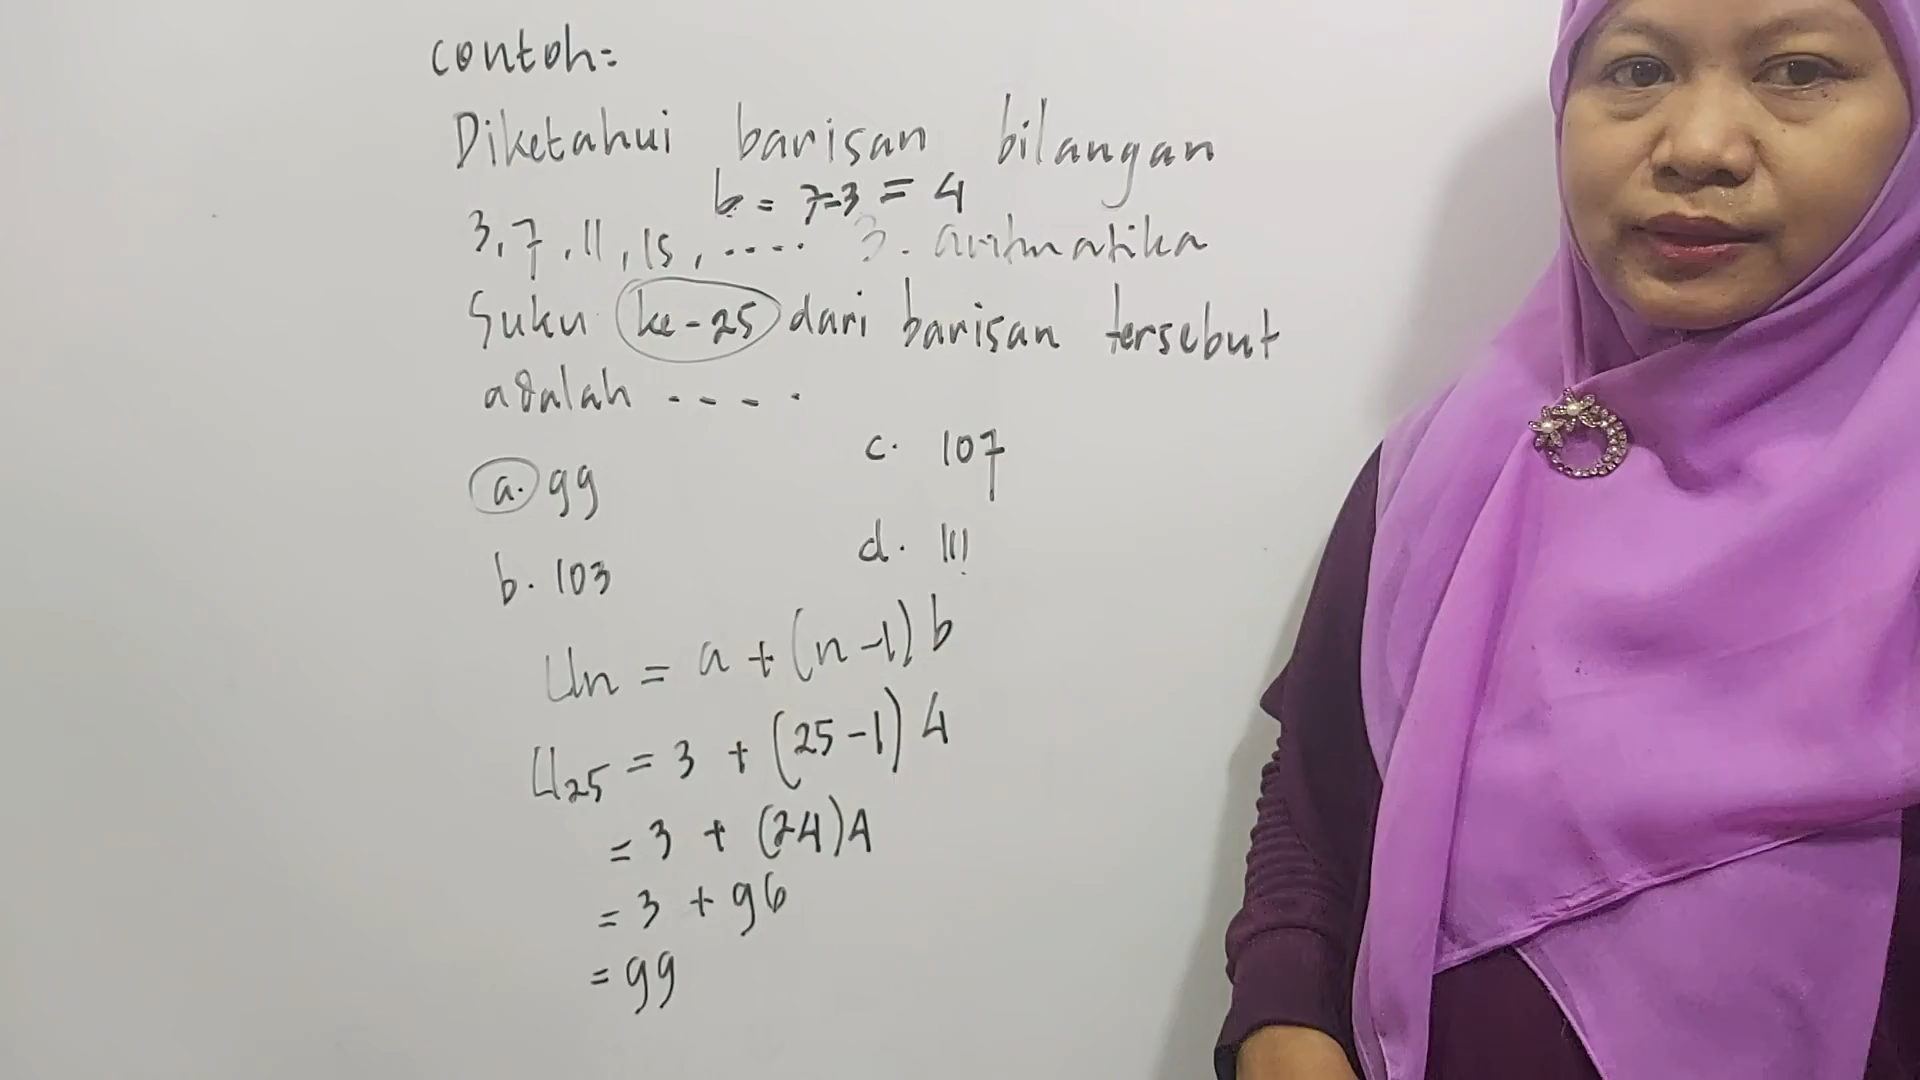 contoh:
Diketahui barisan bilangan
b = 7-3 = 4
3, 7, 11, 15, .... 3. aritmatika
Suku ke-25 dari barisan tersebut
adalah ----.
a. 99
c. 107
b. 103
d. 111
Un = a + (n-1) b
U25 = 3 + (25-1) 4
= 3 + (24)4
= 3 + 96
= 99